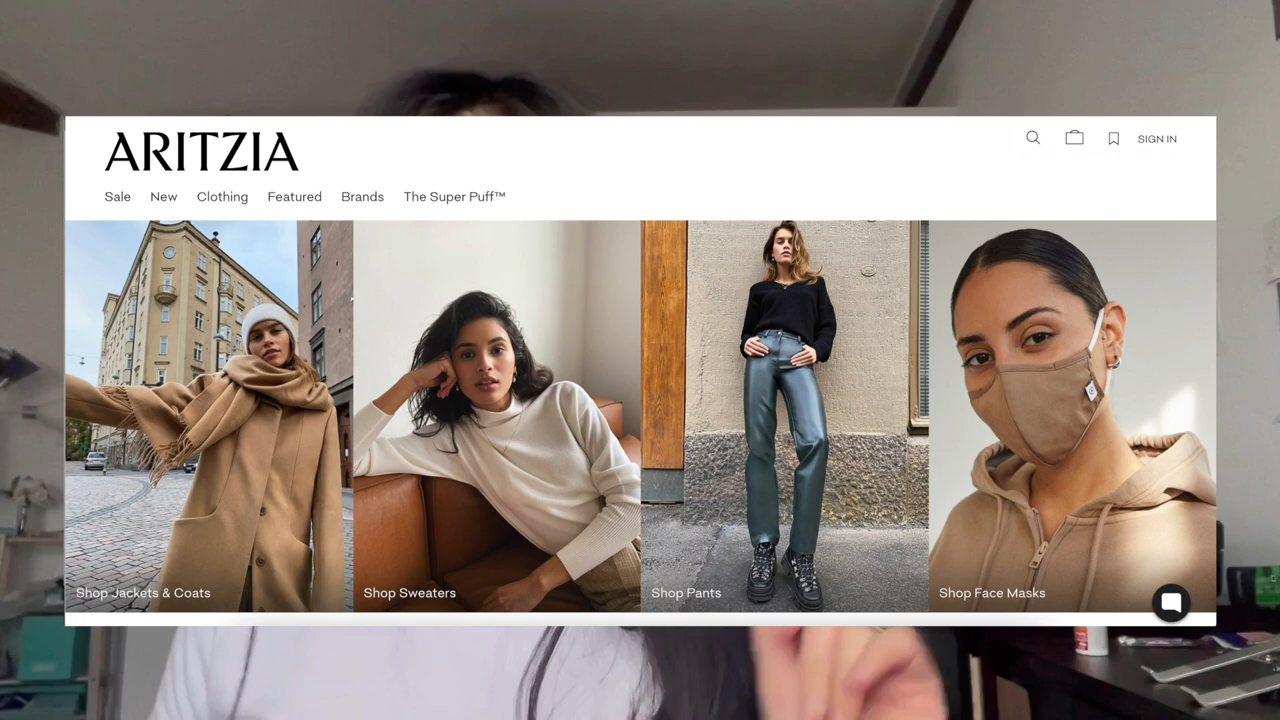 ARITZIA
SIGN IN
Sale New Clothing Featured Brands The Super Puff™
Shop Jackets & Coats
Shop Sweaters
Shop Pants
Shop Face Masks